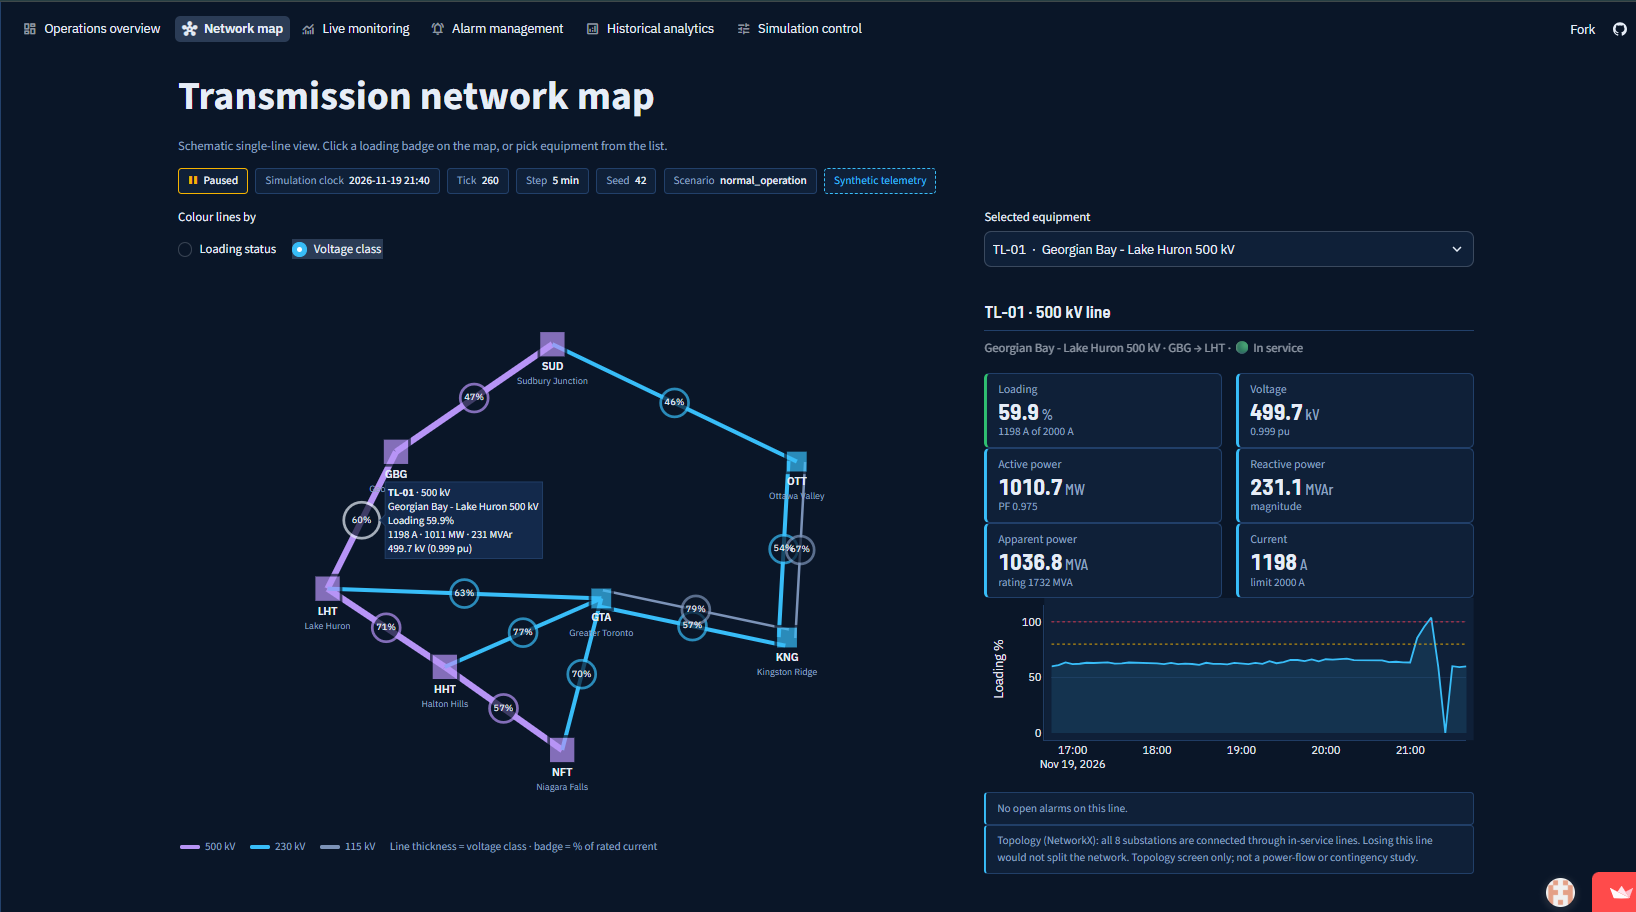 Operations overview
Network map
Live monitoring
Alarm management
Historical analytics
Simulation control
Fork
Transmission network map
Schematic single-line view. Click a loading badge on the map, or pick equipment from the list.
Paused
Simulation clock 2026-11-19 21:40
Tick 260
Step 5 min
Seed 42
Scenario normal_operation
Synthetic telemetry
Colour lines by
Loading status
Voltage class
SUD
Sudbury Junction
47%
46%
GBG
OTT
Ottawa Valley
TL-01 · 500 kV
Georgian Bay - Lake Huron 500 kV
Loading 59.9%
1198 A · 1011 MW · 231 MVAr
499.7 kV (0.999 pu)
60%
54%
67%
LHT
Lake Huron
63%
GTA
Greater Toronto
79%
57%
71%
77%
KNG
Kingston Ridge
HHT
Halton Hills
70%
57%
NFT
Niagara Falls
500 kV
230 kV
115 kV
Line thickness = voltage class · badge = % of rated current
Selected equipment
TL-01 · Georgian Bay - Lake Huron 500 kV
TL-01 · 500 kV line
Georgian Bay - Lake Huron 500 kV · GBG → LHT · In service
Loading
59.9 %
1198 A of 2000 A
Voltage
499.7 kV
0.999 pu
Active power
1010.7 MW
PF 0.975
Reactive power
231.1 MVAr
magnitude
Apparent power
1036.8 MVA
rating 1732 MVA
Current
1198 A
limit 2000 A
Loading %
100
50
0
17:00
18:00
19:00
20:00
21:00
Nov 19, 2026
No open alarms on this line.
Topology (NetworkX): all 8 substations are connected through in-service lines. Losing this line
would not split the network. Topology screen only; not a power-flow or contingency study.